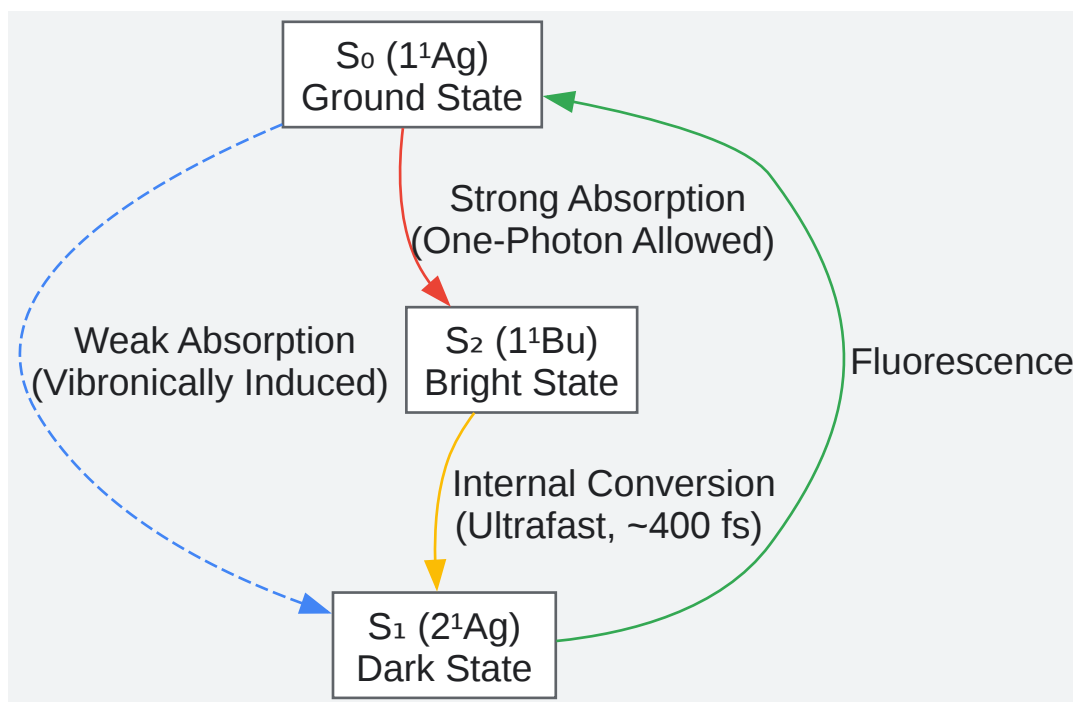 S₀ (1¹Ag)
Ground State
Strong Absorption
(One-Photon Allowed)
S₂ (1¹Bu)
Bright State
Weak Absorption
(Vibronically Induced)
Fluorescence
Internal Conversion
(Ultrafast, ~400 fs)
S₁ (2¹Ag)
Dark State